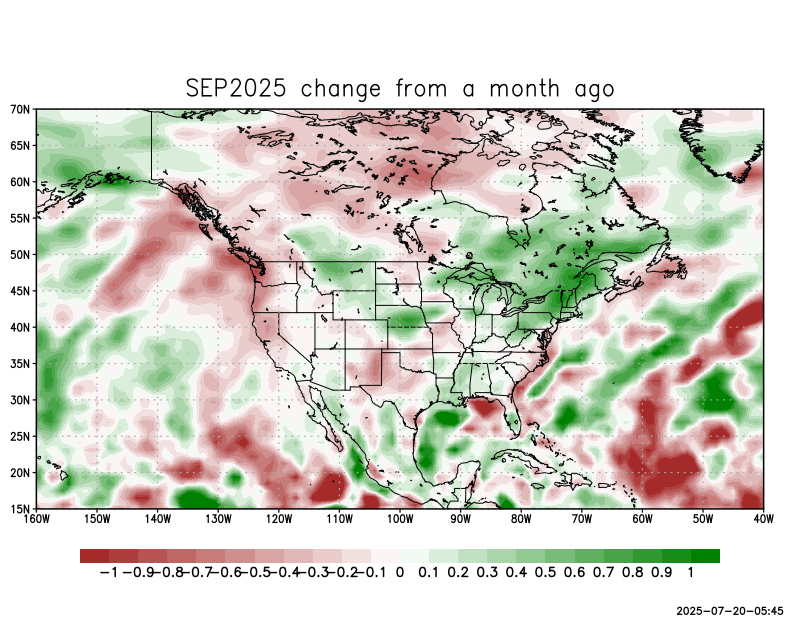 SEP2025 change from a month ago
70N
65N
60N
55N
50N
45N
40N
35N
30N
25N
20N
15N
160W 150W 140W 130W 120W 110W 100W 90W 80W 70W 60W 50W 40W
-1 -0.9 -0.8 -0.7 -0.6 -0.5 -0.4 -0.3 -0.2 -0.1 0 0.1 0.2 0.3 0.4 0.5 0.6 0.7 0.8 0.9 1
2025-07-20-05:45